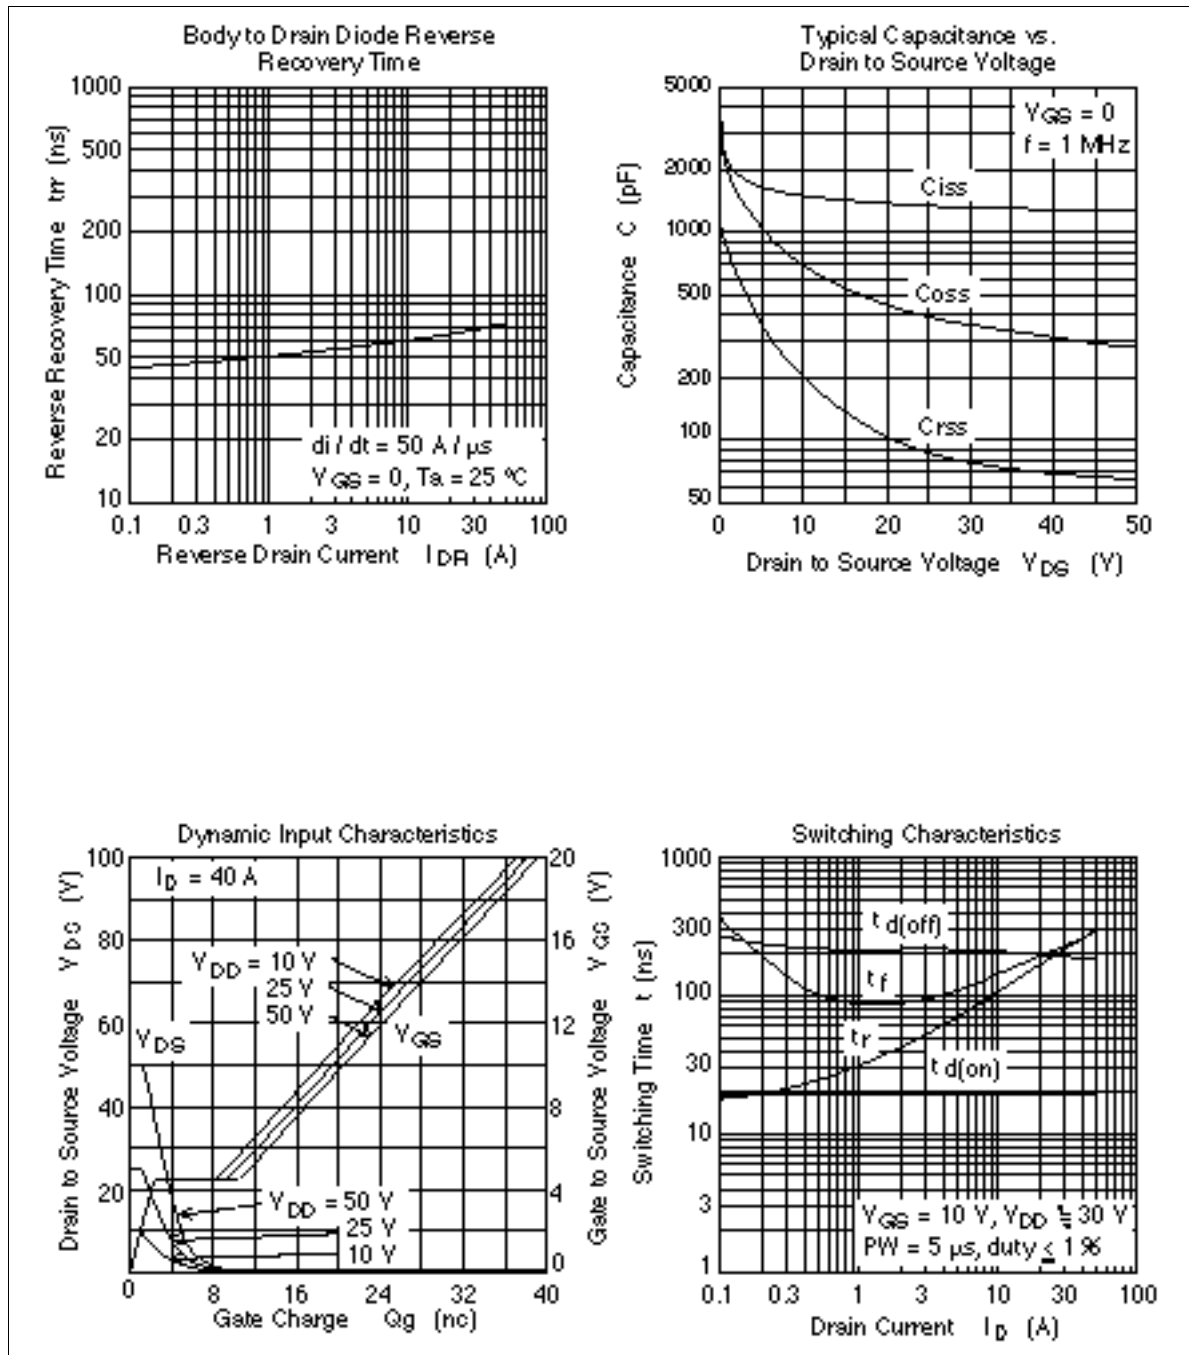 Body to Drain Diode Reverse
Recovery Time
1000
500
200
100
50
20
10
Reverse Recovery Time trr (ns)
di / dt = 50 A / µs
VGS = 0, Ta = 25 °C
0.1 0.3 1 3 10 30 100
Reverse Drain Current IDR (A)
Typical Capacitance vs.
Drain to Source Voltage
5000
2000
1000
500
200
100
50
Capacitance C (pF)
VGS = 0
f = 1 MHz
Ciss
Coss
Crss
0 10 20 30 40 50
Drain to Source Voltage VDS (V)
Dynamic Input Characteristics
100
80
60
40
20
Drain to Source Voltage VDS (V)
ID = 40 A
VDD = 10 V
25 V
50 V
VDS
VGS
VDD = 50 V
25 V
10 V
20
16
12
8
4
0
Gate to Source Voltage VGS (V)
0 8 16 24 32 40
Gate Charge Qg (nc)
Switching Characteristics
1000
300
100
30
10
3
1
Switching Time t (ns)
td(off)
tf
tr
td(on)
VGS = 10 V, VDD ≒ 30 V
PW = 5 µs, duty ≤ 1 %
0.1 0.3 1 3 10 30 100
Drain Current ID (A)